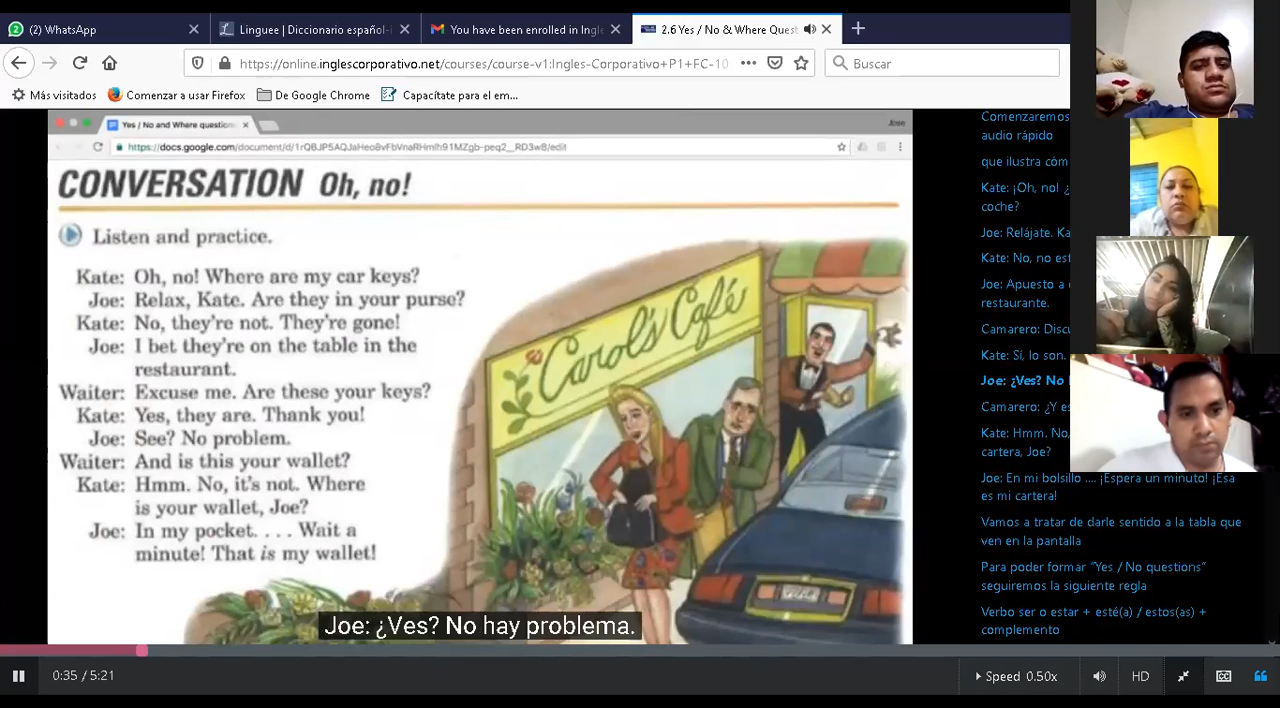 (2) WhatsApp
Linguee | Diccionario español-
You have been enrolled in Ingle
2.6 Yes / No & Where Quest
https://online.inglescorporativo.net/courses/course-v1:Ingles-Corporativo+P1+FC-10
Buscar
Más visitados
Comenzar a usar Firefox
De Google Chrome
Capacítate para el em...
Yes / No and Where question
Jose
CONVERSATION Oh, no!
Listen and practice.
Kate: Oh, no! Where are my car keys?
Joe: Relax, Kate. Are they in your purse?
Kate: No, they're not. They're gone!
Joe: I bet they're on the table in the
restaurant.
Waiter: Excuse me. Are these your keys?
Kate: Yes, they are. Thank you!
Joe: See? No problem.
Waiter: And is this your wallet?
Kate: Hmm. No, it's not. Where
is your wallet, Joe?
Joe: In my pocket. . . . Wait a
minute! That is my wallet!
Carol's Café
Joe: ¿Ves? No hay problema.
Comenzaremos
audio rápido
que ilustra cóm
Kate: ¡Oh, no! ¿
coche?
Joe: Relájate. Ka
Kate: No, no est
Joe: Apuesto a
restaurante.
Camarero: Discu
Kate: Sí, lo son.
Joe: ¿Ves? No
Camarero: ¿Y es
Kate: Hmm. No,
cartera, Joe?
Joe: En mi bolsillo .... ¡Espera un minuto! ¡Esa
es mi cartera!
Vamos a tratar de darle sentido a la tabla que
ven en la pantalla
Para poder formar "Yes / No questions"
seguiremos la siguiente regla
Verbo ser o estar + esté(a) / estos(as) +
complemento
0:35 / 5:21
Speed 0.50x
HD
CC